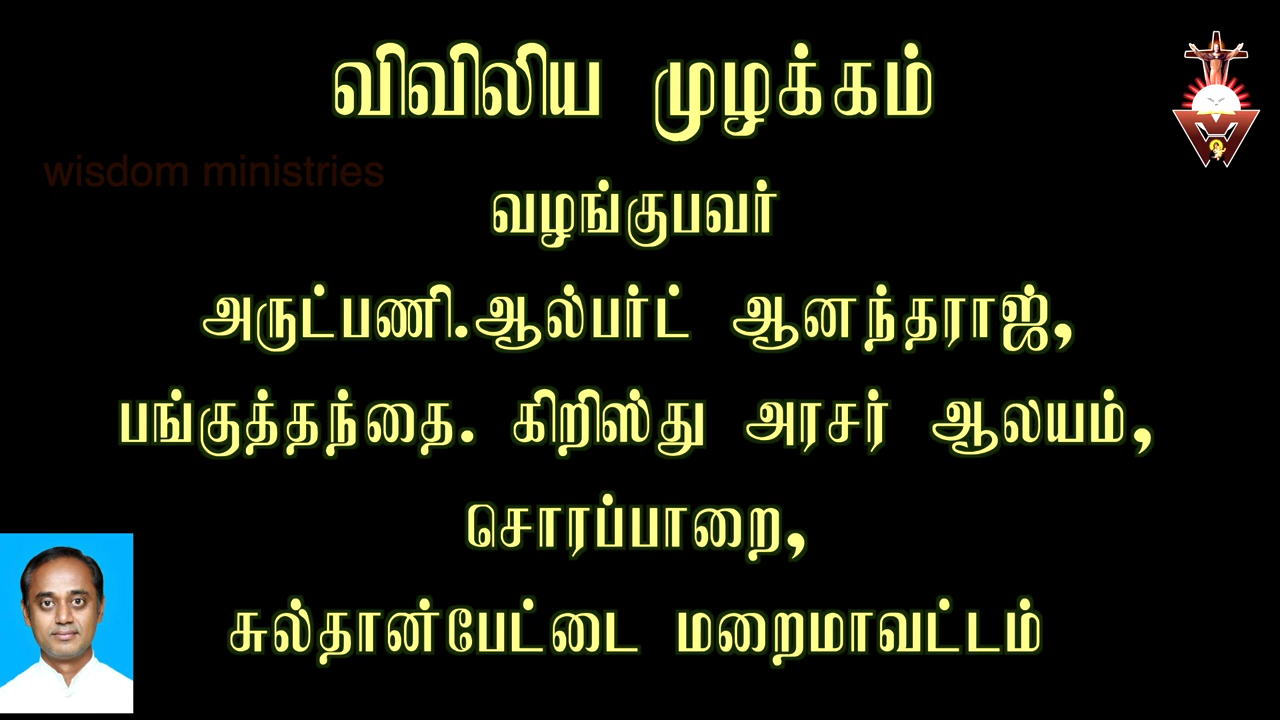 விவிலிய முழக்கம்
wisdom ministries
வழங்குபவர்
அருட்பணி.ஆல்பர்ட் ஆனந்தராஜ்,
பங்குத்தந்தை. கிறிஸ்து அரசர் ஆலயம்,
சொரப்பாறை,
சுல்தான்பேட்டை மறைமாவட்டம்